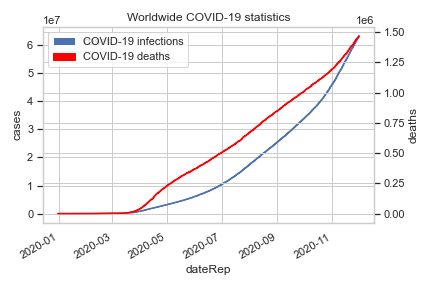 Worldwide COVID-19 statistics
1e7
1e6
COVID-19 infections
COVID-19 deaths
cases
6
5
4
3
2
1
0
deaths
1.50
1.25
1.00
0.75
0.50
0.25
0.00
2020-01
2020-03
2020-05
2020-07
2020-09
2020-11
dateRep